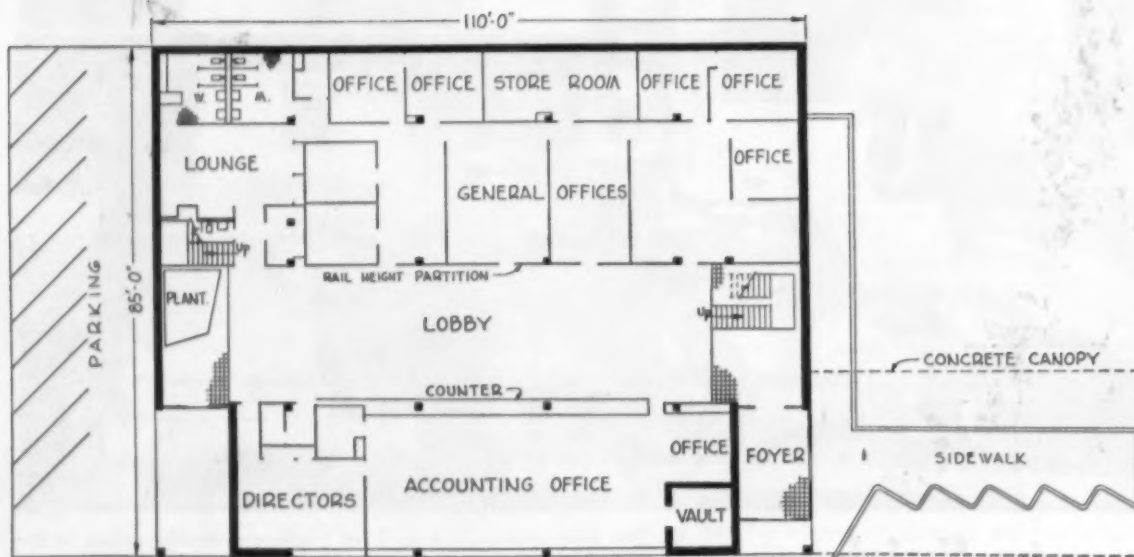 110'-0"
OFFICE
OFFICE
STORE ROOM
OFFICE
OFFICE
W.
M.
LOUNGE
GENERAL OFFICES
OFFICE
UP
RAIL HEIGHT PARTITION
PARKING
85'-0"
PLANT.
LOBBY
UP
CONCRETE CANOPY
COUNTER
OFFICE
FOYER
SIDEWALK
DIRECTORS
ACCOUNTING OFFICE
VAULT